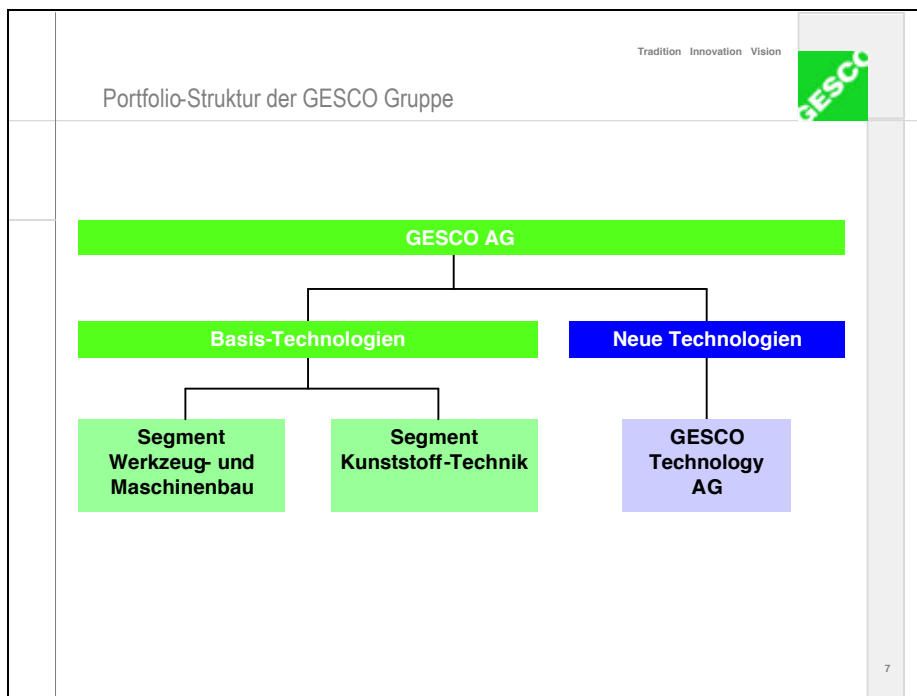 Tradition Innovation Vision
GESCO
Portfolio-Struktur der GESCO Gruppe
GESCO AG
Basis-Technologien
Neue Technologien
Segment
Werkzeug- und
Maschinenbau
Segment
Kunststoff-Technik
GESCO
Technology
AG
7